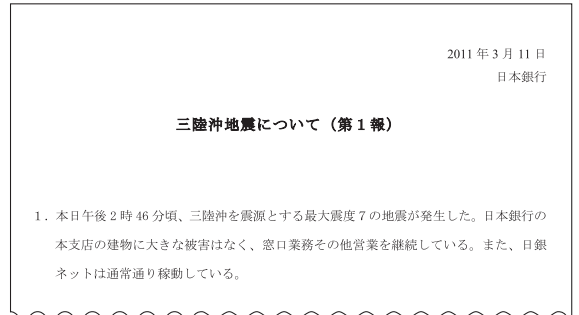 2011 年 3 月 11 日
日本銀行
三陸沖地震について（第１報）
１．本日午後 2 時 46 分頃、三陸沖を震源とする最大震度 7 の地震が発生した。日本銀行の
本支店の建物に大きな被害はなく、窓口業務その他営業を継続している。また、日銀
ネットは通常通り稼動している。